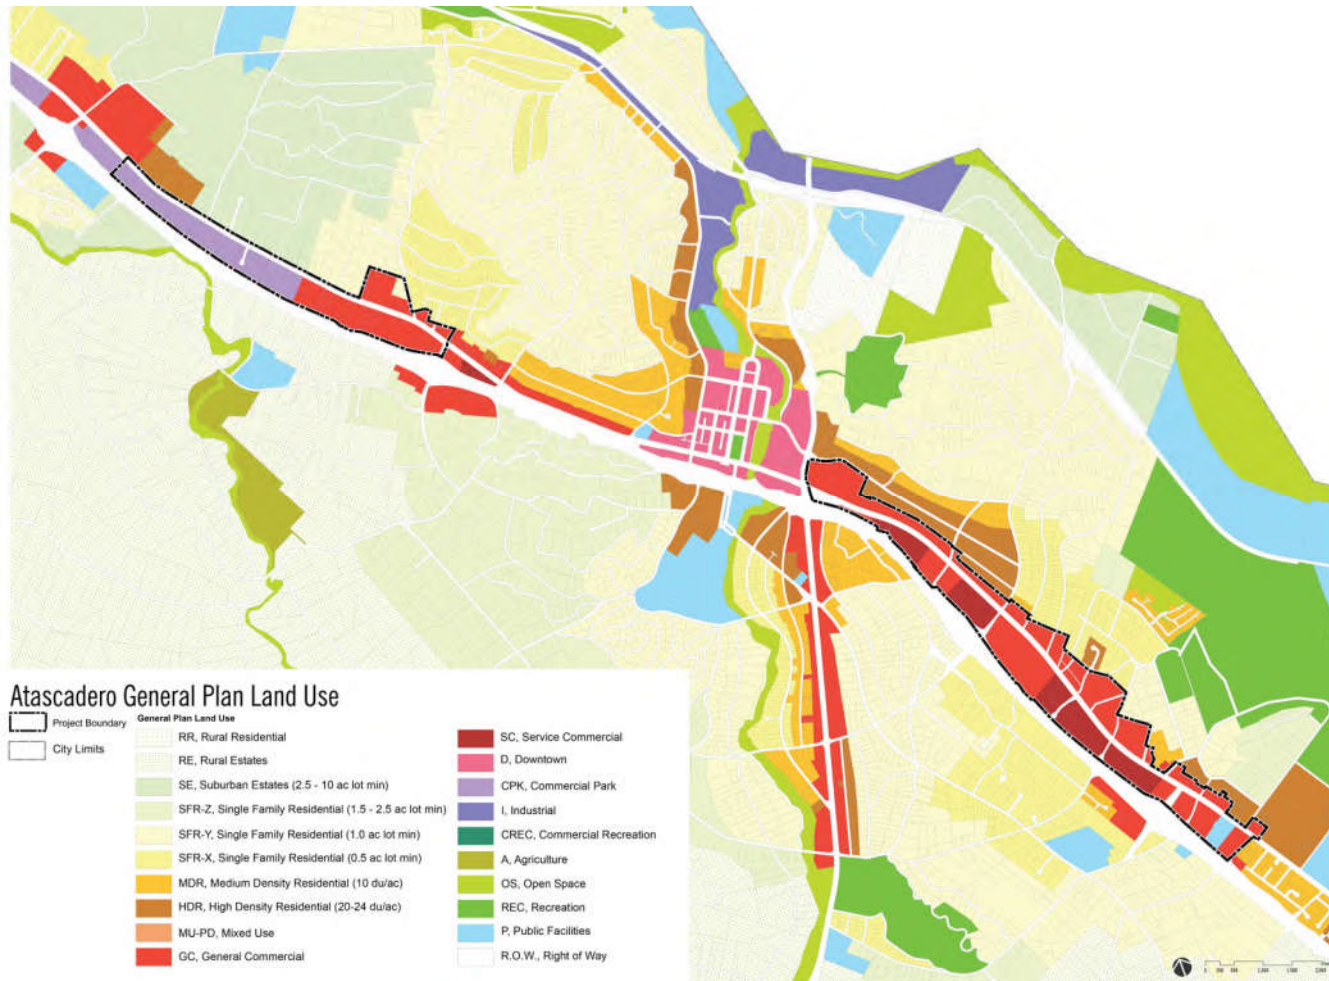 Atascadero General Plan Land Use
Project Boundary
City Limits
General Plan Land Use
RR, Rural Residential
RE, Rural Estates
SE, Suburban Estates (2.5 - 10 ac lot min)
SFR-Z, Single Family Residential (1.5 - 2.5 ac lot min)
SFR-Y, Single Family Residential (1.0 ac lot min)
SFR-X, Single Family Residential (0.5 ac lot min)
MDR, Medium Density Residential (10 du/ac)
HDR, High Density Residential (20-24 du/ac)
MU-PD, Mixed Use
GC, General Commercial
SC, Service Commercial
D, Downtown
CPK, Commercial Park
I, Industrial
CREC, Commercial Recreation
A, Agriculture
OS, Open Space
REC, Recreation
P, Public Facilities
R.O.W., Right of Way